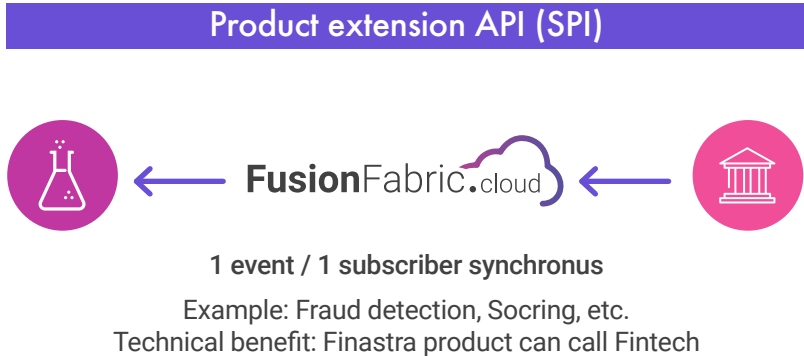 Product extension API (SPI)
FusionFabric.cloud
1 event / 1 subscriber synchronus
Example: Fraud detection, Socring, etc.
Technical benefit: Finastra product can call Fintech